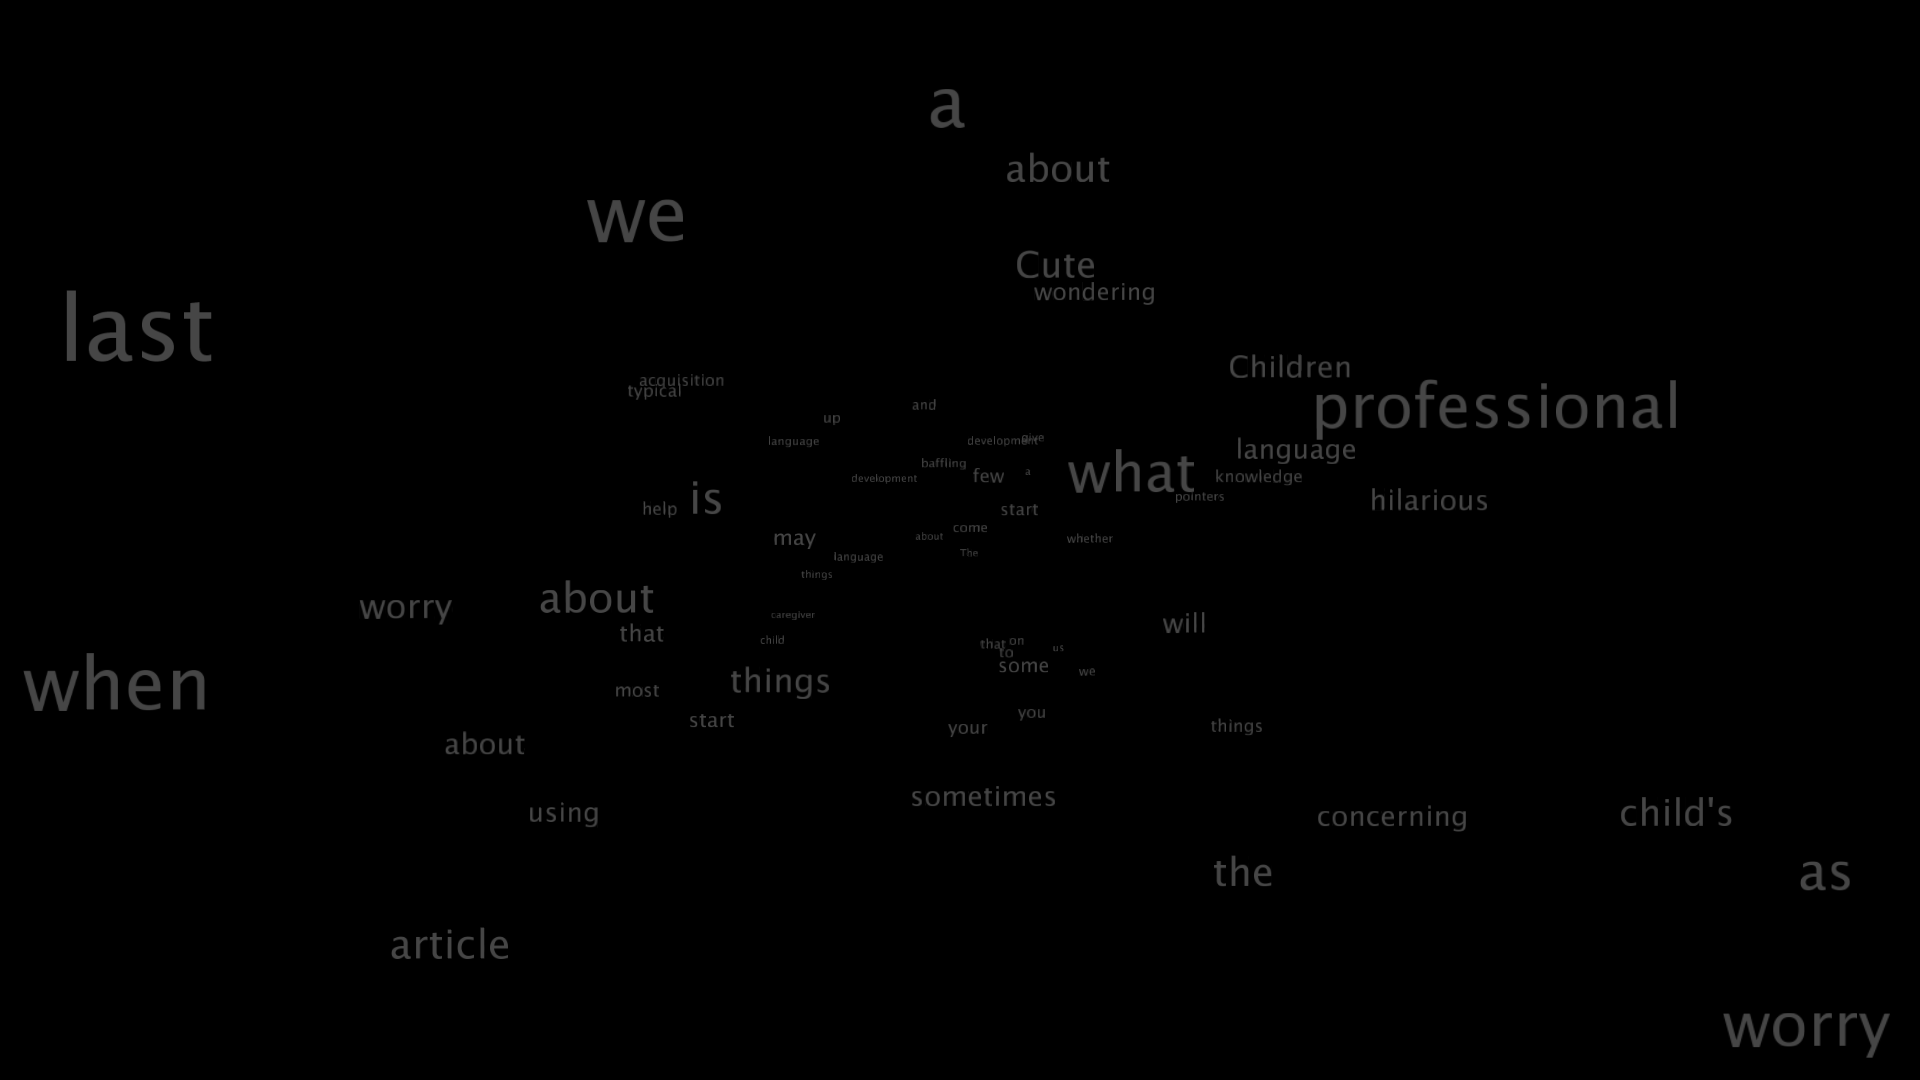 a
about
we
Cute
wondering
last
Children
acquisition
typical
professional
and
up
give
development
language
language
baffling
what
few
a
knowledge
development
pointers
is
hilarious
help
start
come
may
about
whether
The
language
things
about
worry
caregiver
will
that
child
on
that
us
to
some
we
things
when
most
you
start
your
things
about
sometimes
using
child's
concerning
the
as
article
worry